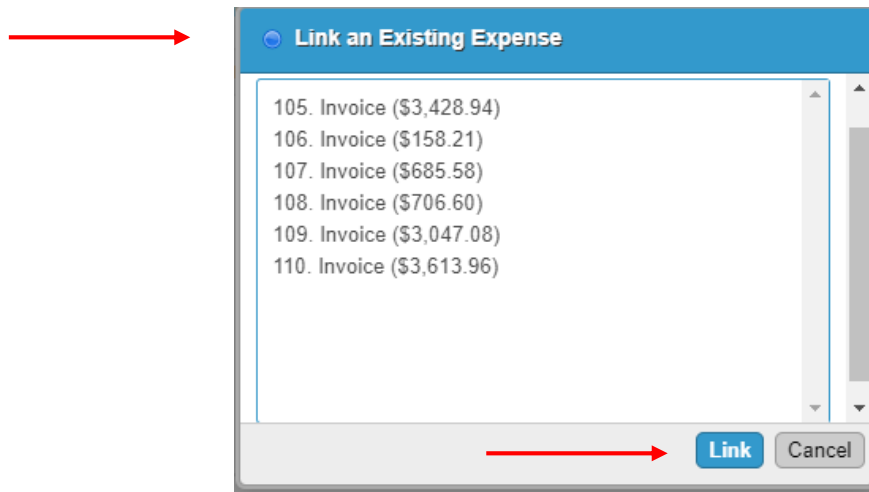 Link an Existing Expense
105. Invoice ($3,428.94)
106. Invoice ($158.21)
107. Invoice ($685.58)
108. Invoice ($706.60)
109. Invoice ($3,047.08)
110. Invoice ($3,613.96)
Link Cancel